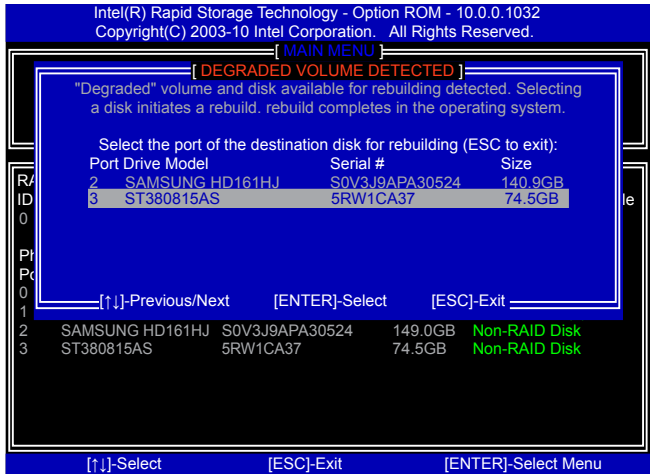 Intel(R) Rapid Storage Technology - Option ROM - 10.0.0.1032
Copyright(C) 2003-10 Intel Corporation. All Rights Reserved.
[ MAIN MENU ]
[ DEGRADED VOLUME DETECTED ]
"Degraded" volume and disk available for rebuilding detected. Selecting
a disk initiates a rebuild. rebuild completes in the operating system.
Select the port of the destination disk for rebuilding (ESC to exit):
Port Drive Model Serial # Size
2 SAMSUNG HD161HJ S0V3J9APA30524 140.9GB
3 ST380815AS 5RW1CA37 74.5GB
[↑↓]-Previous/Next [ENTER]-Select [ESC]-Exit
ID
0
0
1
2 SAMSUNG HD161HJ S0V3J9APA30524 149.0GB Non-RAID Disk
3 ST380815AS 5RW1CA37 74.5GB Non-RAID Disk
[↑↓]-Select [ESC]-Exit [ENTER]-Select Menu